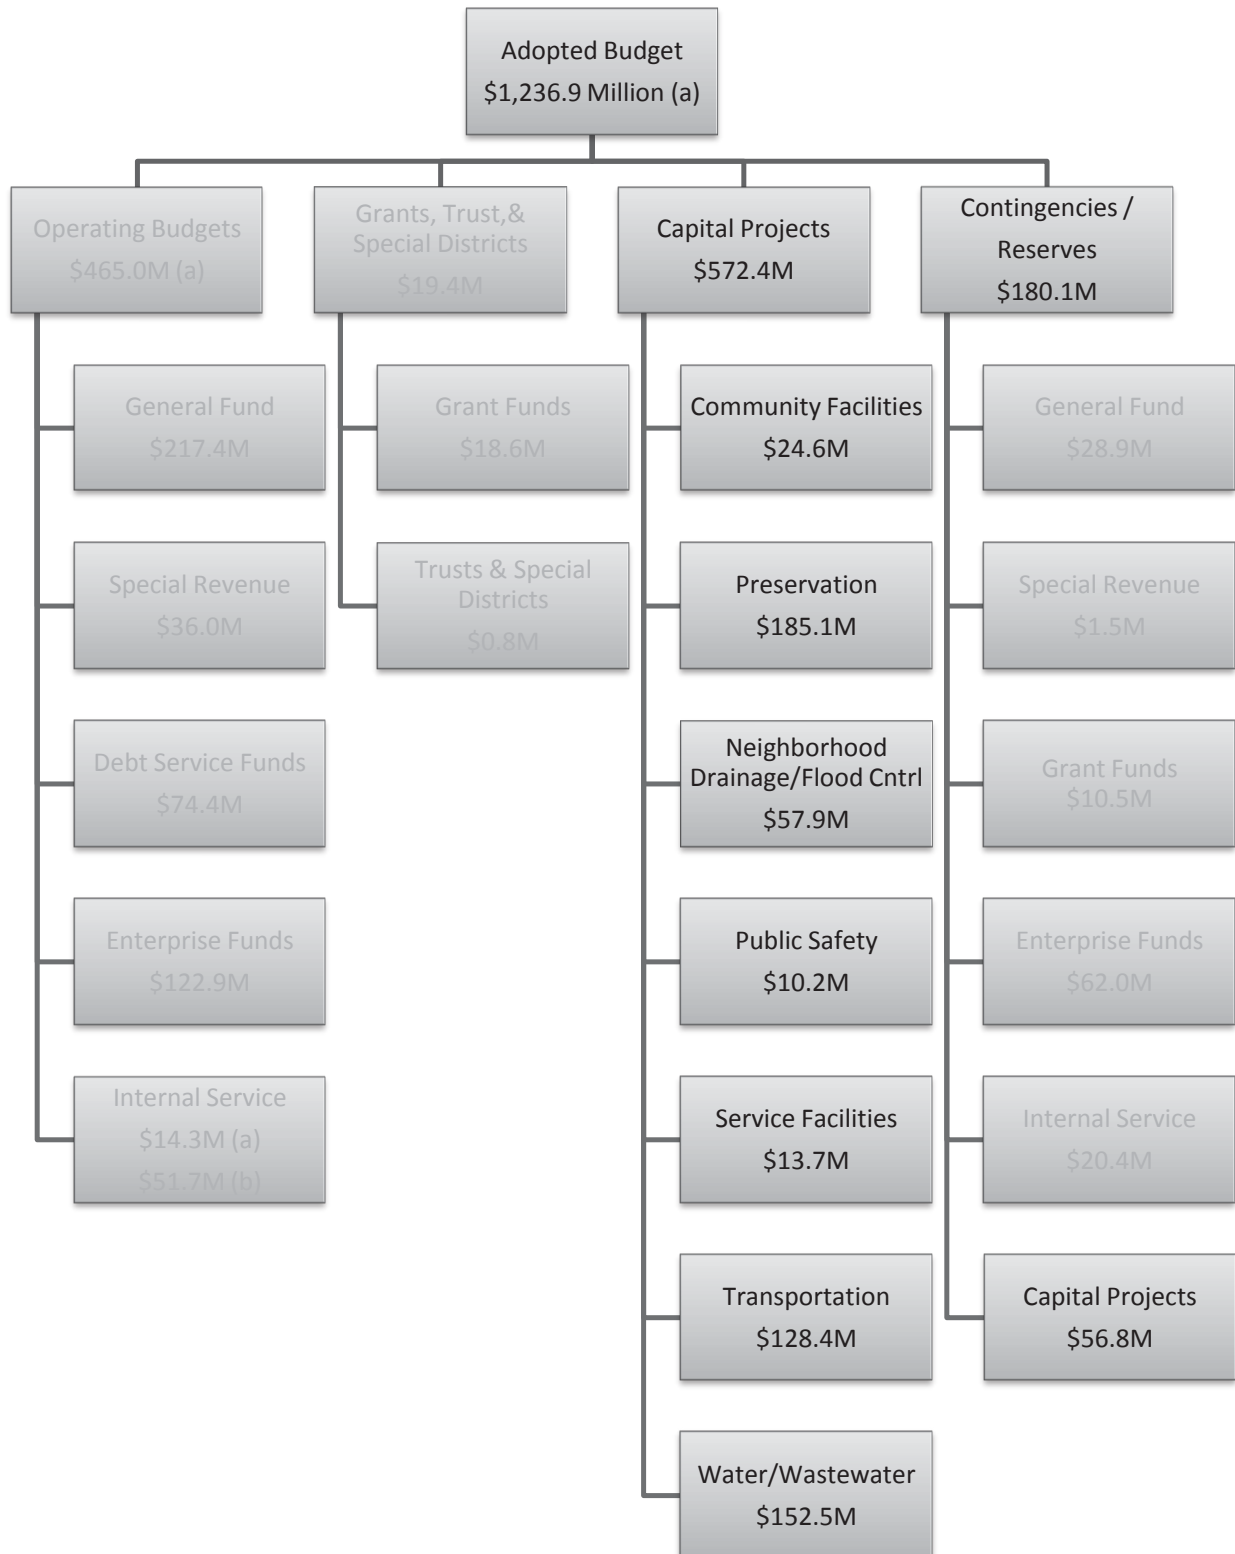 Adopted Budget
$1,236.9 Million (a)
Operating Budgets
$465.0M (a)
General Fund
$217.4M
Special Revenue
$36.0M
Debt Service Funds
$74.4M
Enterprise Funds
$122.9M
Internal Service
$14.3M (a)
$51.7M (b)
Grants, Trust,&
Special Districts
$19.4M
Grant Funds
$18.6M
Trusts & Special
Districts
$0.8M
Capital Projects
$572.4M
Community Facilities
$24.6M
Preservation
$185.1M
Neighborhood
Drainage/Flood Cntrl
$57.9M
Public Safety
$10.2M
Service Facilities
$13.7M
Transportation
$128.4M
Water/Wastewater
$152.5M
Contingencies /
Reserves
$180.1M
General Fund
$28.9M
Special Revenue
$1.5M
Grant Funds
$10.5M
Enterprise Funds
$62.0M
Internal Service
$20.4M
Capital Projects
$56.8M